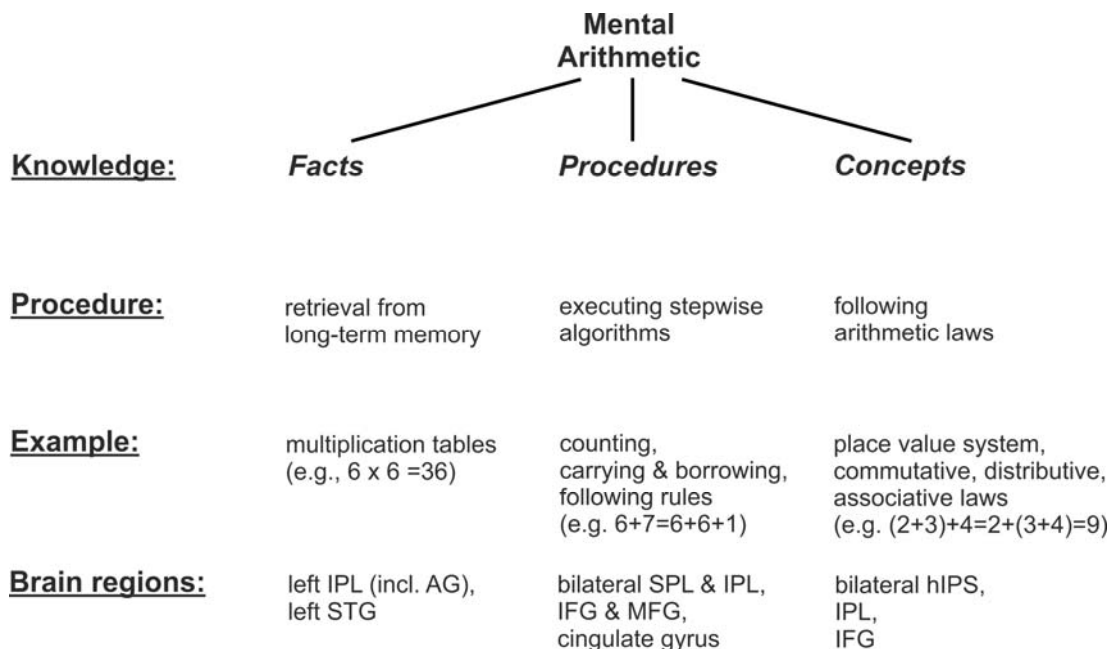 Mental
Arithmetic
Knowledge: Facts Procedures Concepts
Procedure: retrieval from executing stepwise following
long-term memory algorithms arithmetic laws
Example: multiplication tables counting, place value system,
(e.g., 6 x 6 =36) carrying & borrowing, commutative, distributive,
following rules associative laws
(e.g. 6+7=6+6+1) (e.g. (2+3)+4=2+(3+4)=9)
Brain regions: left IPL (incl. AG), bilateral SPL & IPL, bilateral hIPS,
left STG IFG & MFG, IPL,
cingulate gyrus IFG